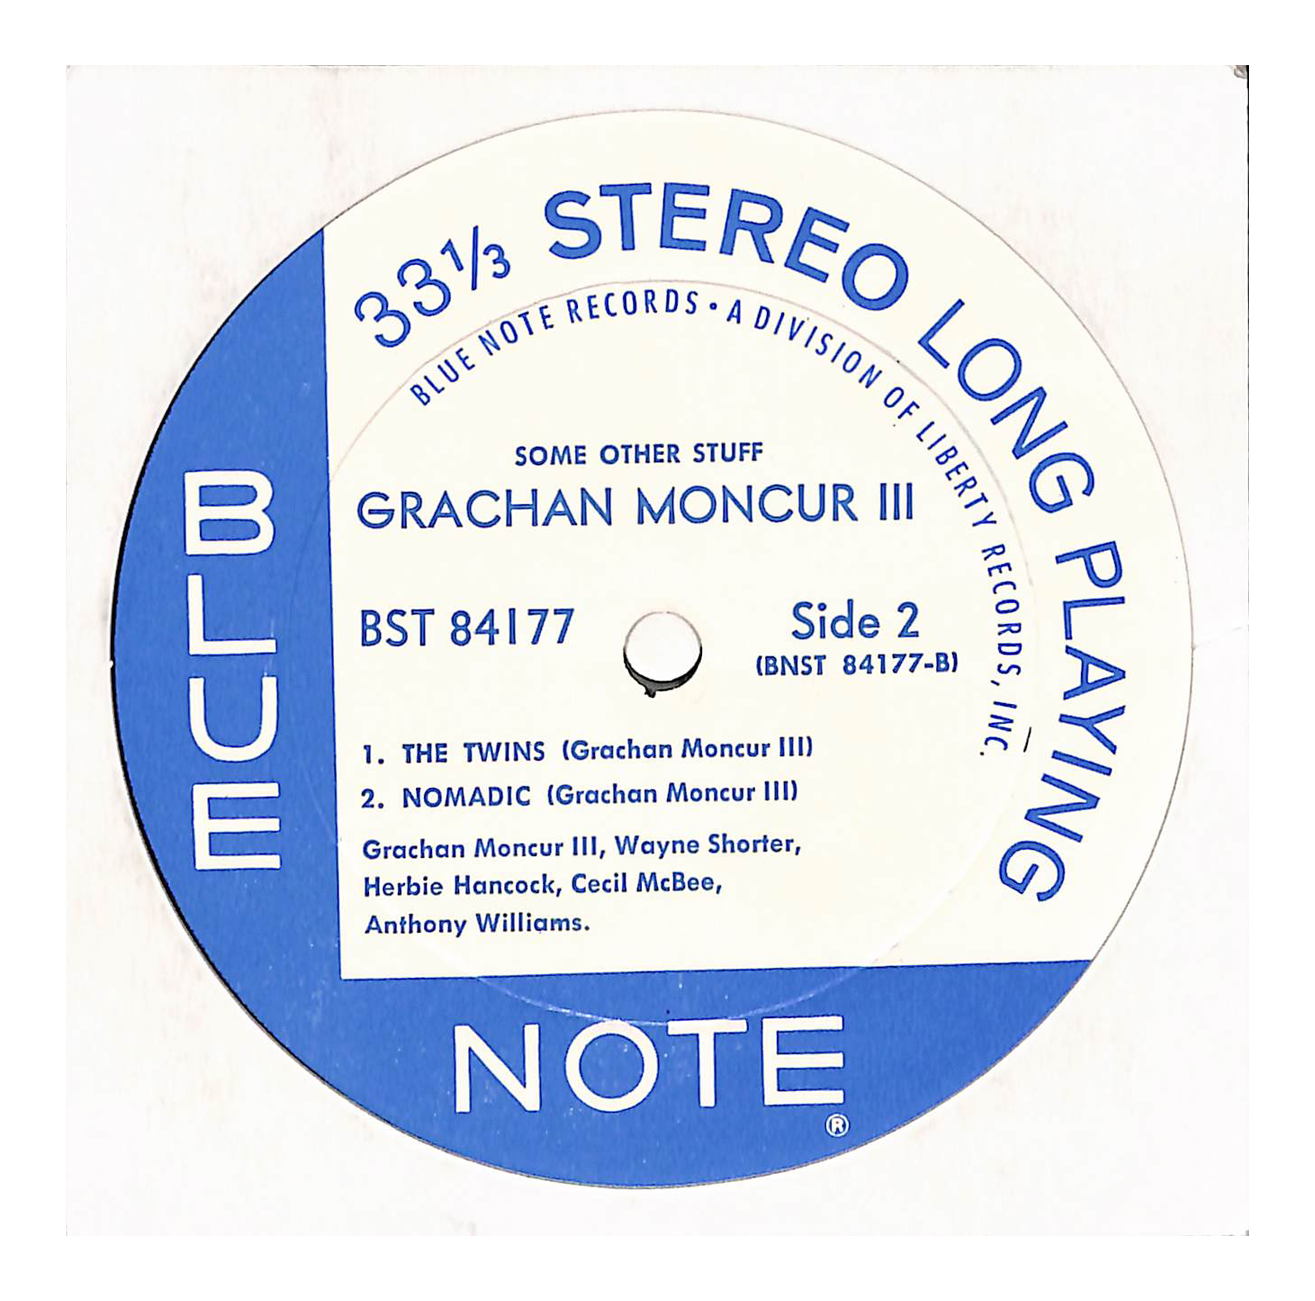 33 1/3 STEREO LONG PLAYING
BLUE NOTE RECORDS • A DIVISION OF LIBERTY RECORDS, INC.
SOME OTHER STUFF
GRACHAN MONCUR III
BST 84177
Side 2
(BNST 84177-B)
1. THE TWINS (Grachan Moncur III)
2. NOMADIC (Grachan Moncur III)
Grachan Moncur III, Wayne Shorter,
Herbie Hancock, Cecil McBee,
Anthony Williams.
BLUE
NOTE
®